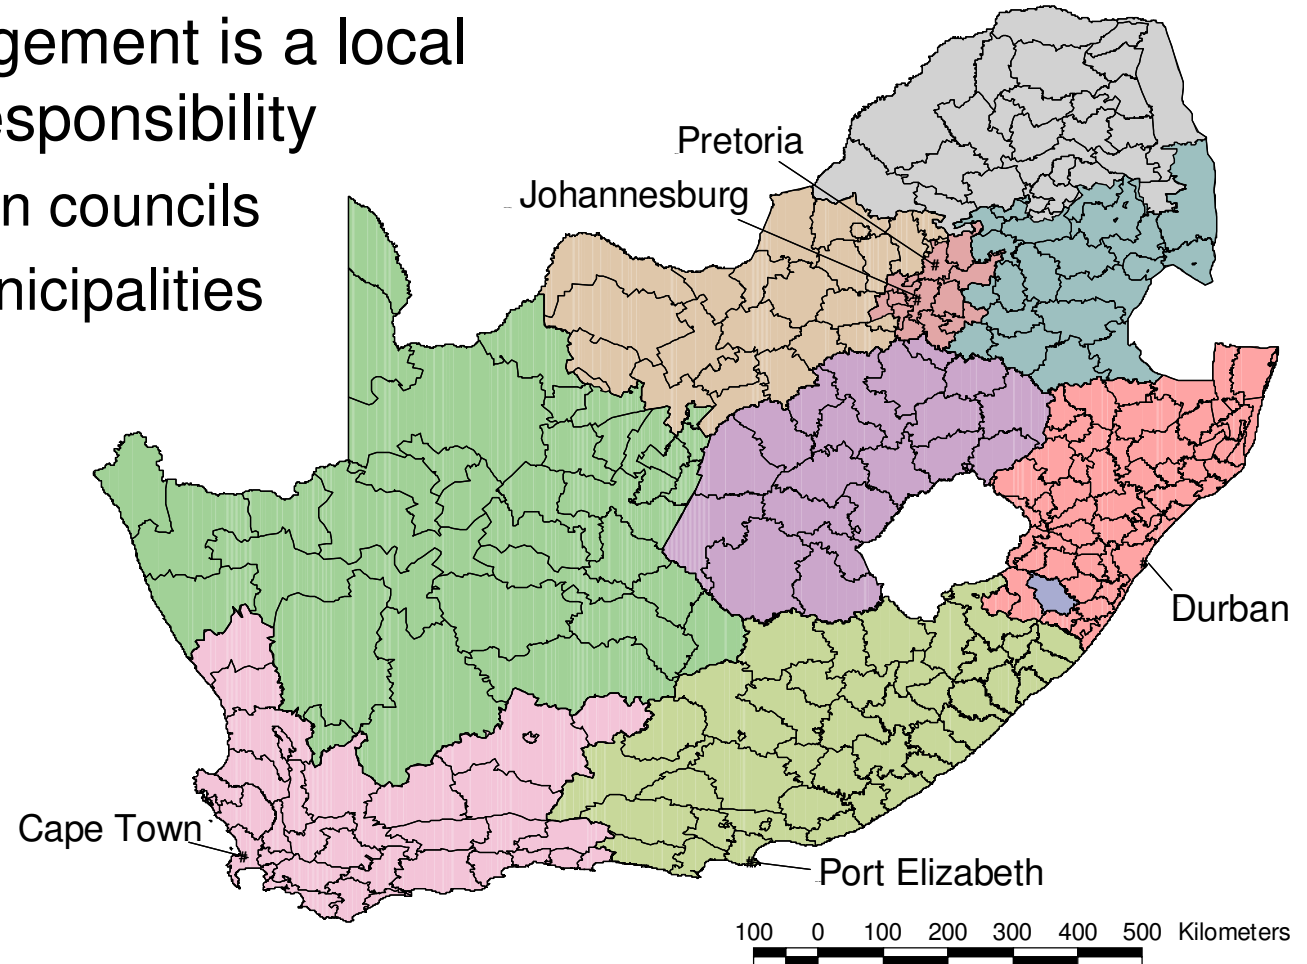 gement is a local
esponsibility
n councils
nicipalities
Pretoria
Johannesburg
Durban
Cape Town
Port Elizabeth
100 0 100 200 300 400 500 Kilometers